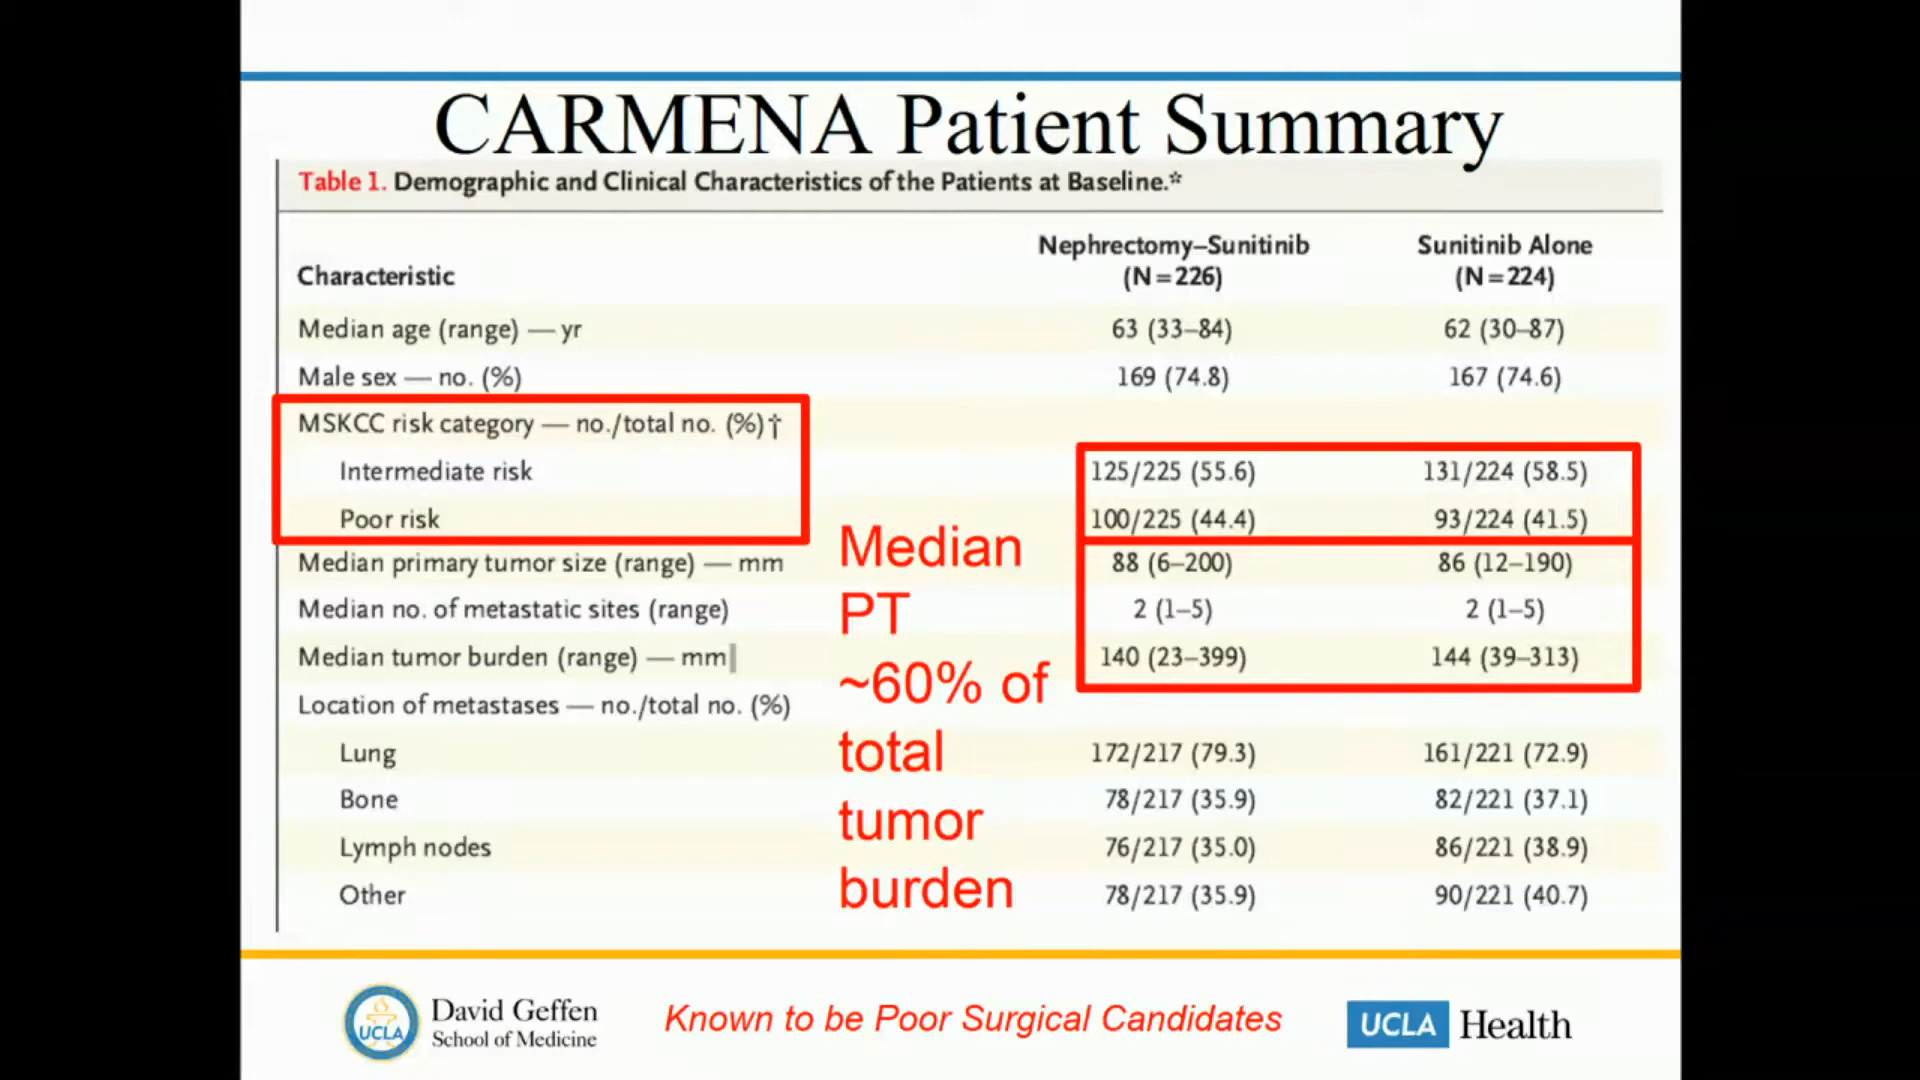 CARMENA Patient Summary
Table 1. Demographic and Clinical Characteristics of the Patients at Baseline.*
Characteristic Nephrectomy–Sunitinib (N=226) Sunitinib Alone (N=224)
Median age (range) — yr 63 (33–84) 62 (30–87)
Male sex — no. (%) 169 (74.8) 167 (74.6)
MSKCC risk category — no./total no. (%)†
Intermediate risk 125/225 (55.6) 131/224 (58.5)
Poor risk 100/225 (44.4) 93/224 (41.5)
Median primary tumor size (range) — mm 88 (6–200) 86 (12–190)
Median no. of metastatic sites (range) 2 (1–5) 2 (1–5)
Median tumor burden (range) — mm‖ 140 (23–399) 144 (39–313)
Location of metastases — no./total no. (%)
Lung 172/217 (79.3) 161/221 (72.9)
Bone 78/217 (35.9) 82/221 (37.1)
Lymph nodes 76/217 (35.0) 86/221 (38.9)
Other 78/217 (35.9) 90/221 (40.7)
Median
PT
~60% of
total
tumor
burden
UCLA
David Geffen
School of Medicine
Known to be Poor Surgical Candidates
UCLA Health